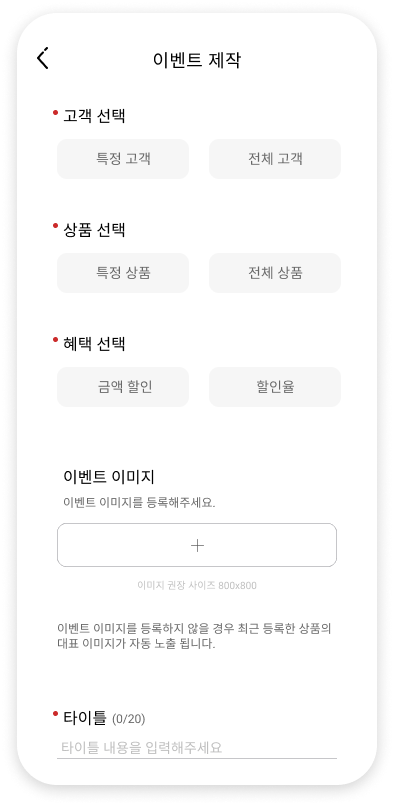 이벤트 제작
고객 선택
특정 고객 전체 고객
상품 선택
특정 상품 전체 상품
혜택 선택
금액 할인 할인율
이벤트 이미지
이벤트 이미지를 등록해주세요.
+
이미지 권장 사이즈 800x800
이벤트 이미지를 등록하지 않을 경우 최근 등록한 상품의
대표 이미지가 자동 노출 됩니다.
타이틀 (0/20)
타이틀 내용을 입력해주세요